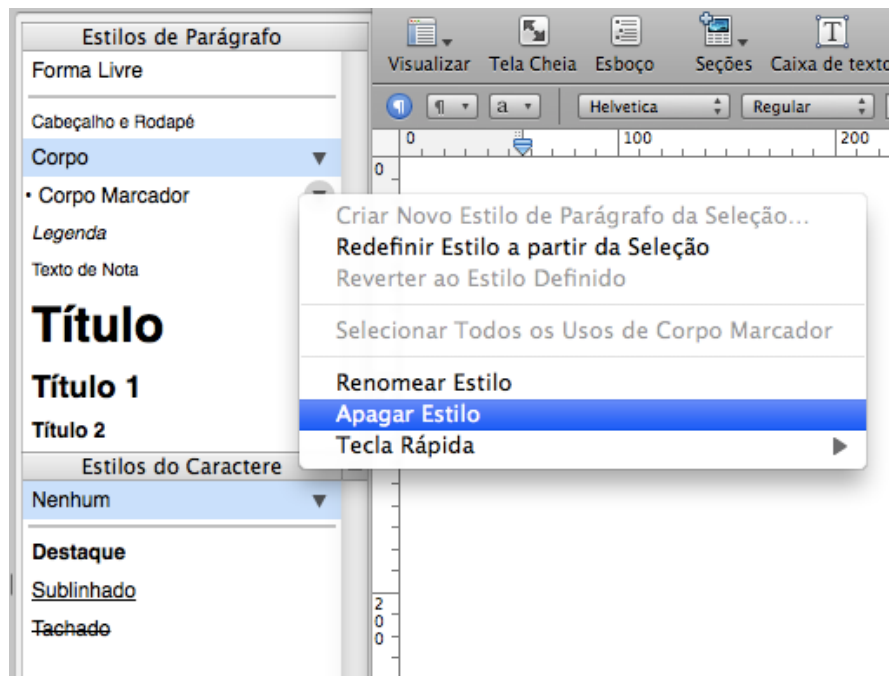 Estilos de Parágrafo
Forma Livre
Cabeçalho e Rodapé
Corpo
• Corpo Marcador
Legenda
Texto de Nota
Título
Título 1
Título 2
Estilos do Caractere
Nenhum
Destaque
Sublinhado
Tachado
Visualizar Tela Cheia Esboço Seções Caixa de texto
¶ ¶ a Helvetica Regular
0 100 200
0
Criar Novo Estilo de Parágrafo da Seleção...
Redefinir Estilo a partir da Seleção
Reverter ao Estilo Definido
Selecionar Todos os Usos de Corpo Marcador
Renomear Estilo
Apagar Estilo
Tecla Rápida
2
0
0